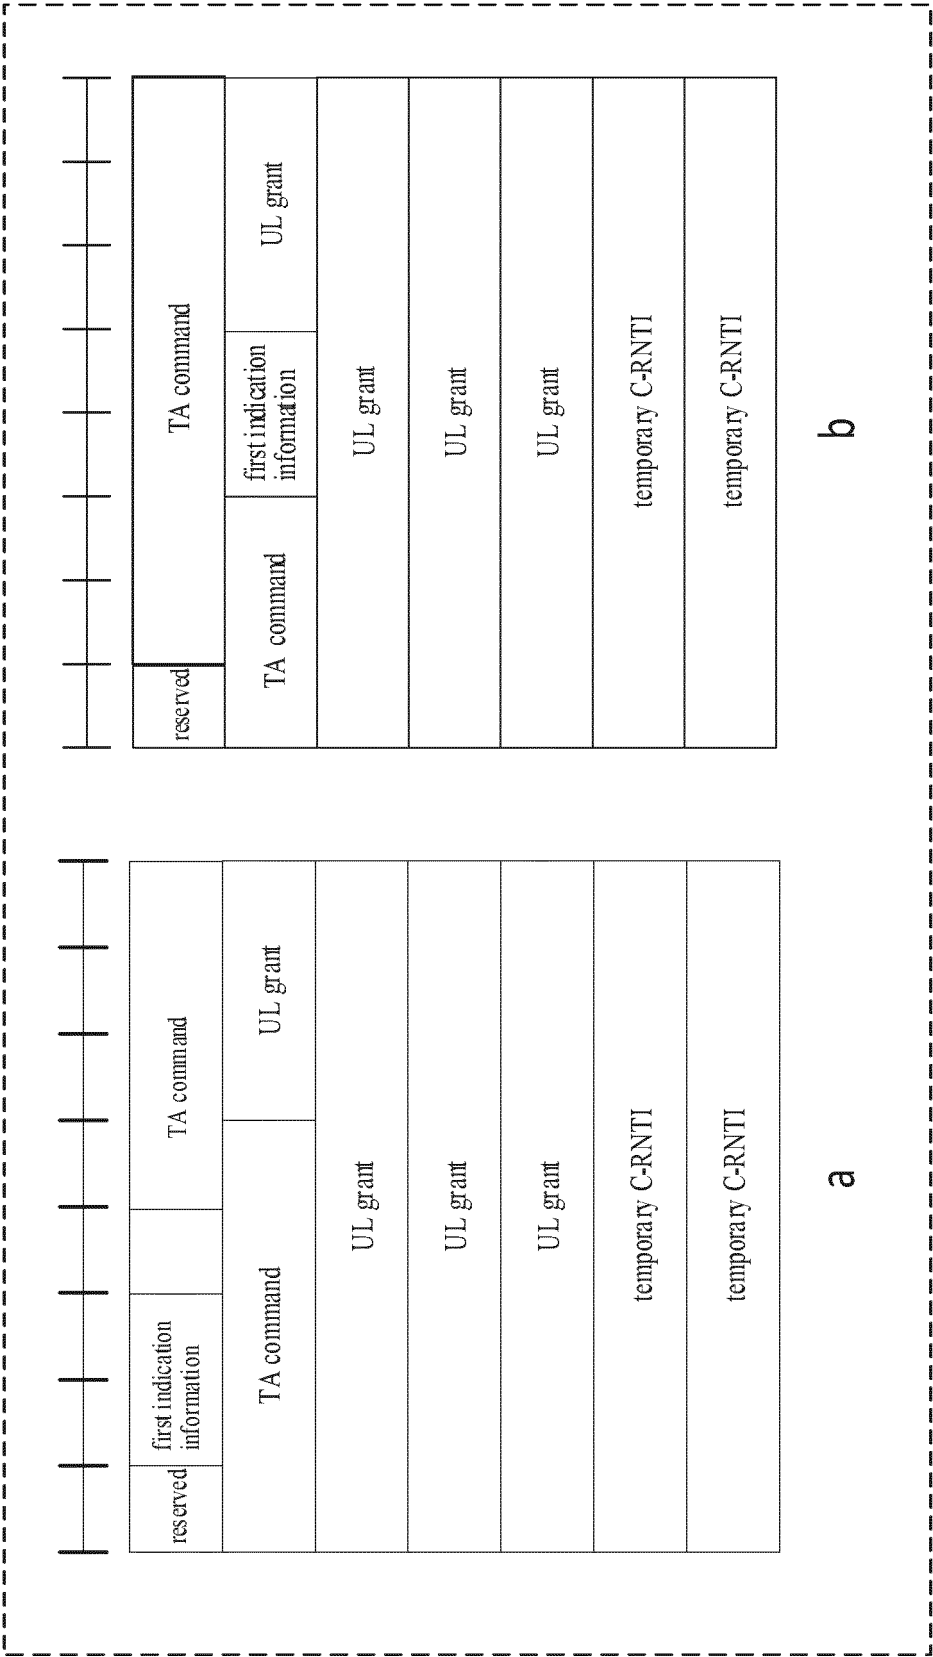 reserved
first indication
information
TA command
TA command
UL grant
UL grant
UL grant
UL grant
temporary C-RNTI
temporary C-RNTI
a
reserved
TA command
TA command
first indication
information
UL grant
UL grant
UL grant
UL grant
temporary C-RNTI
temporary C-RNTI
b